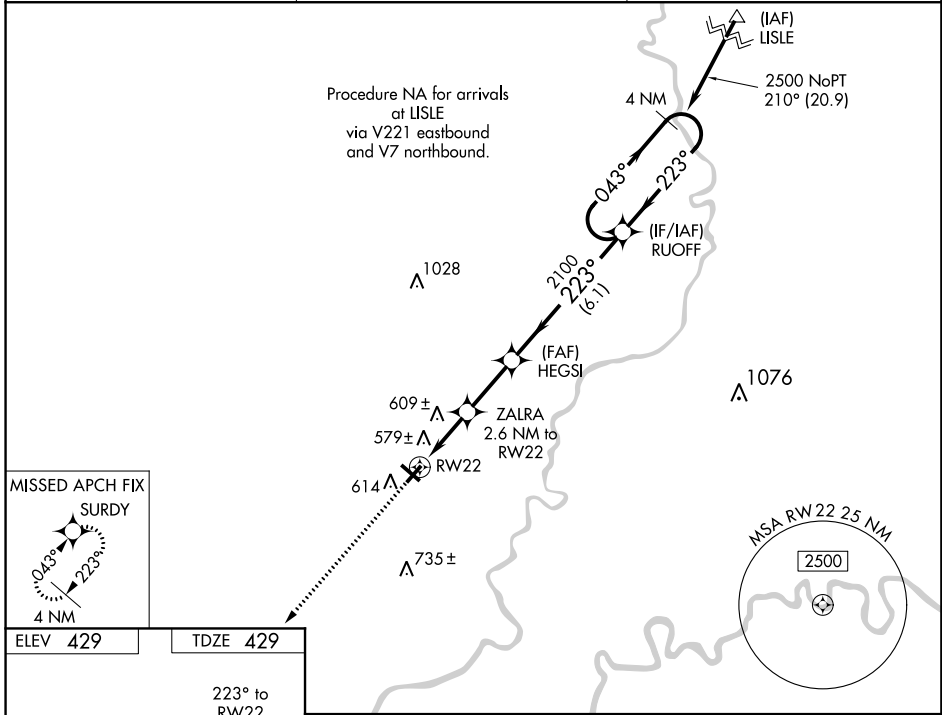 (IAF)
LISLE
2500 NoPT
210° (20.9)
Procedure NA for arrivals
at LISLE
via V221 eastbound
and V7 northbound.
4 NM
043°
223°
(IF/IAF)
RUOFF
2100
223°
(6.1)
1028
(FAF)
HEGSI
1076
609 ±
ZALRA
2.6 NM to
RW22
579±
RW22
614
735 ±
MISSED APCH FIX
SURDY
043°
223°
4 NM
MSA RW 22 25 NM
2500
ELEV 429
TDZE 429
223° to
RW22